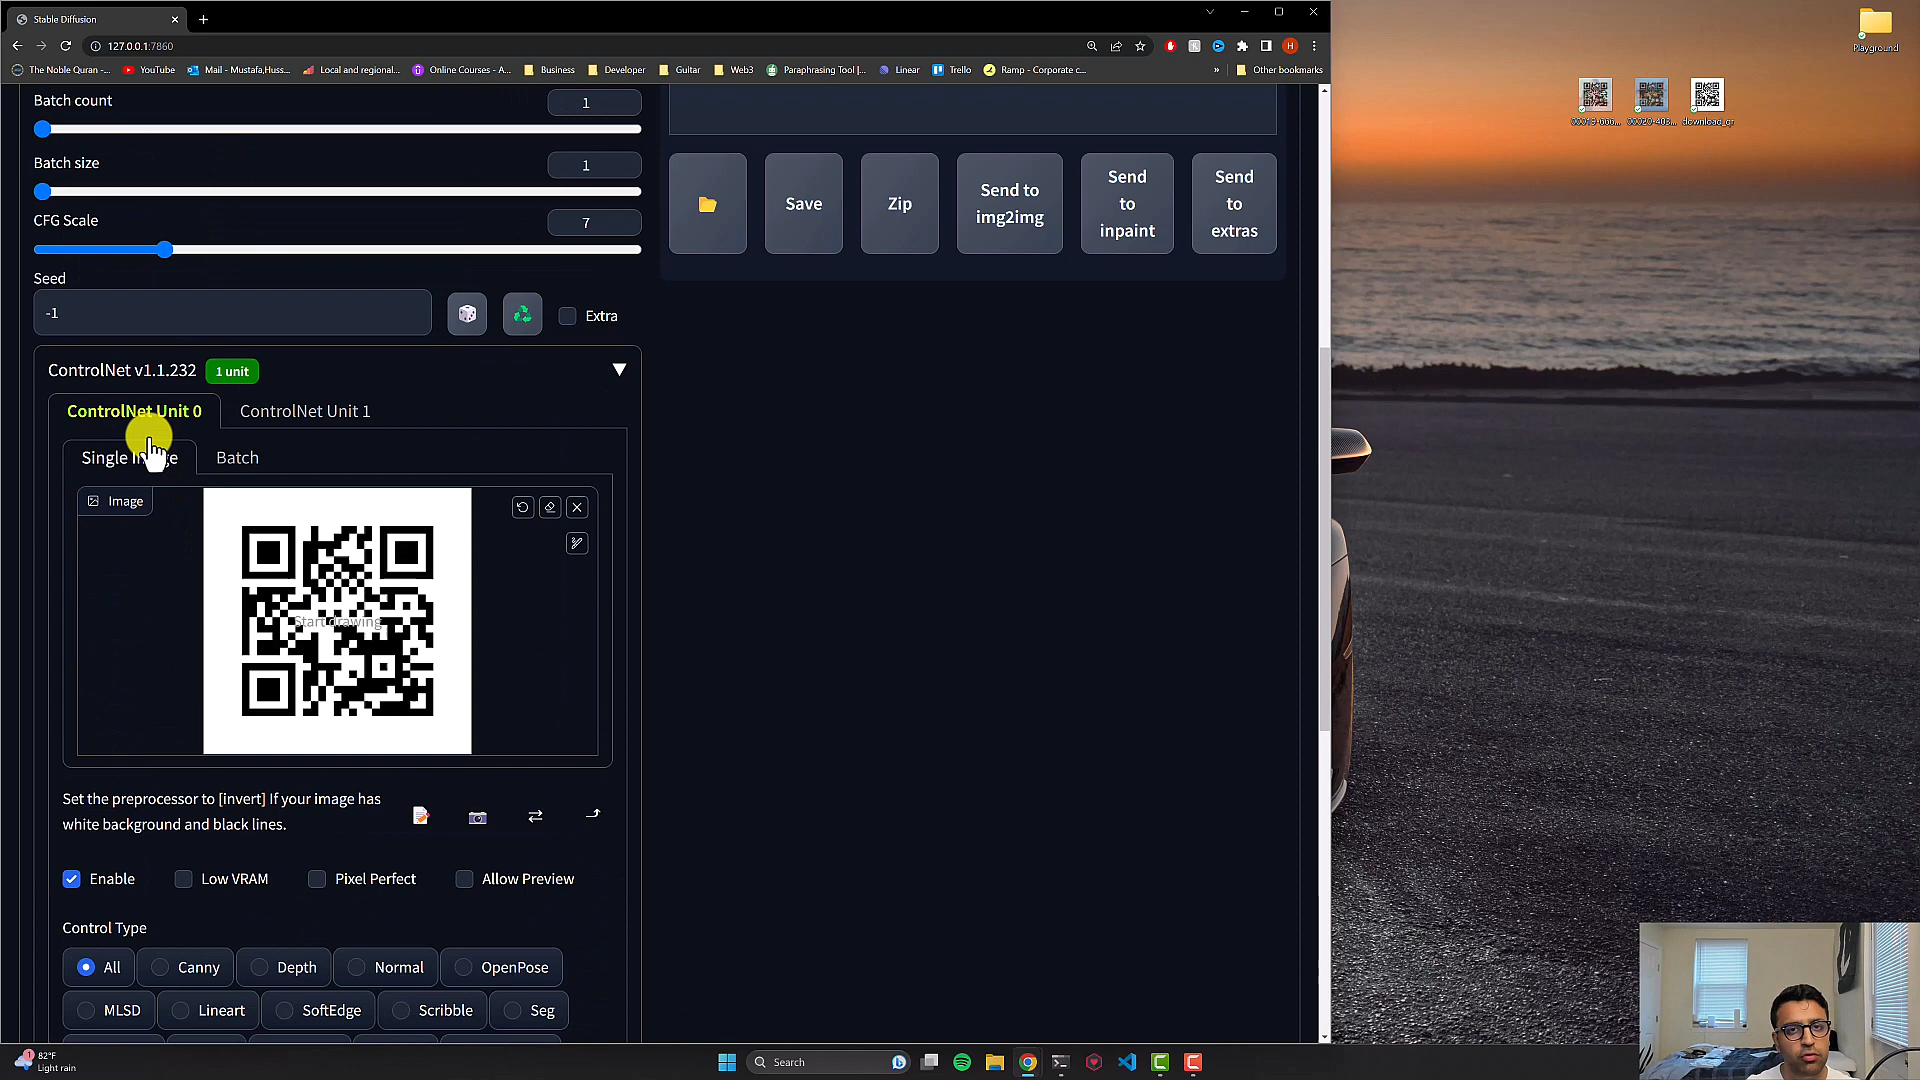 Stable Diffusion
127.0.0.1:7860
The Noble Quran -...
YouTube
Mail - Mustafa,Huss...
Local and regional...
Online Courses - A...
Business
Developer
Guitar
Web3
Paraphrasing Tool |...
Linear
Trello
Ramp - Corporate c...
»
Other bookmarks
Playground
download_qr
Batch count
1
Batch size
1
CFG Scale
7
Seed
-1
Extra
Save
Zip
Send to img2img
Send to inpaint
Send to extras
ControlNet v1.1.232
1 unit
ControlNet Unit 0
ControlNet Unit 1
Single
Batch
Image
Start drawing
Set the preprocessor to [invert] If your image has
white background and black lines.
Enable
Low VRAM
Pixel Perfect
Allow Preview
Control Type
All
Canny
Depth
Normal
OpenPose
MLSD
Lineart
SoftEdge
Scribble
Seg
1
82°F
Light rain
Search
H